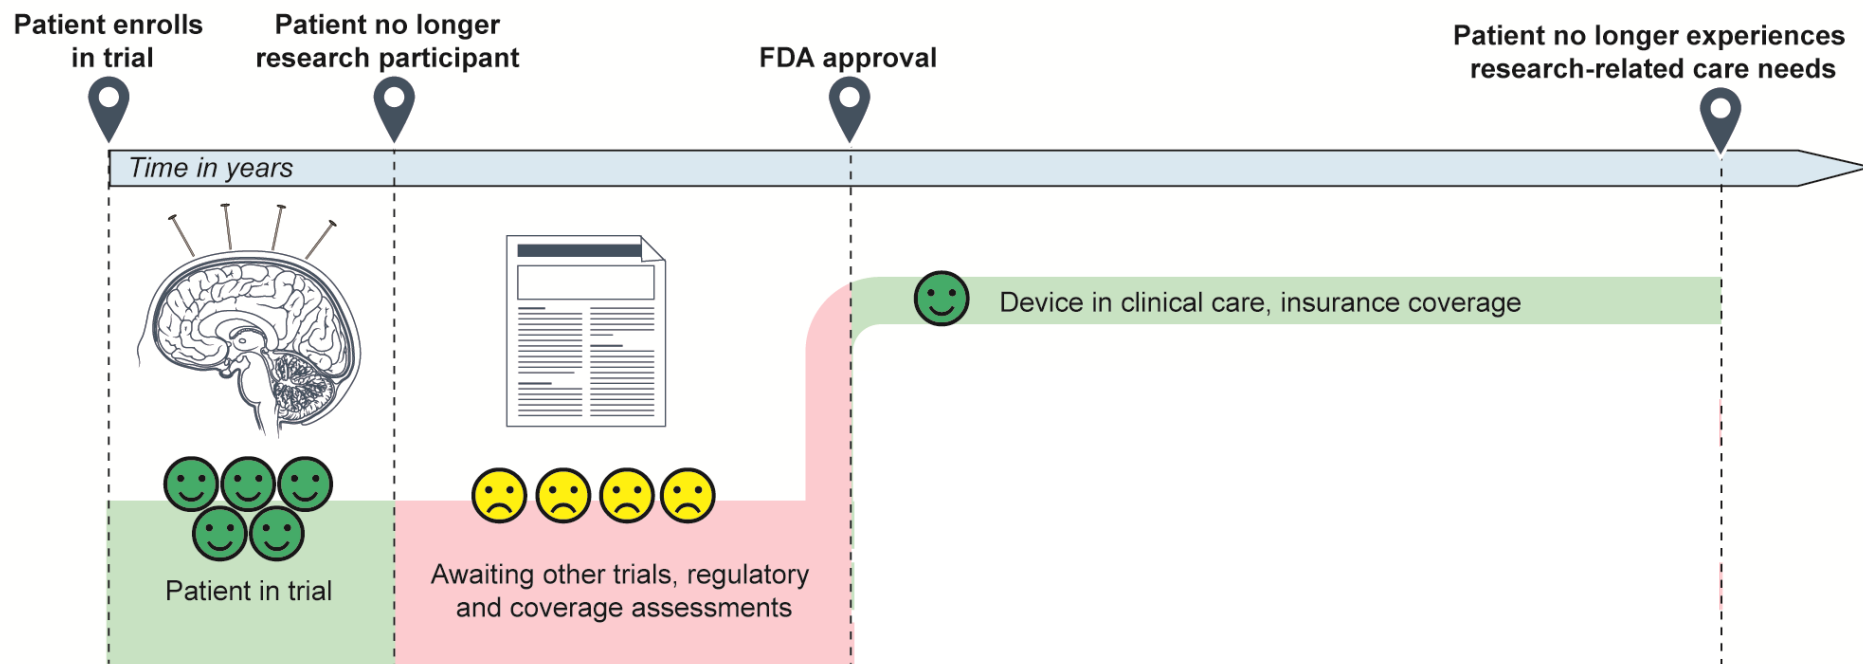 Patient enrolls
in trial
Patient no longer
research participant
FDA approval
Patient no longer experiences
research-related care needs
Time in years
Device in clinical care, insurance coverage
Patient in trial
Awaiting other trials, regulatory
and coverage assessments